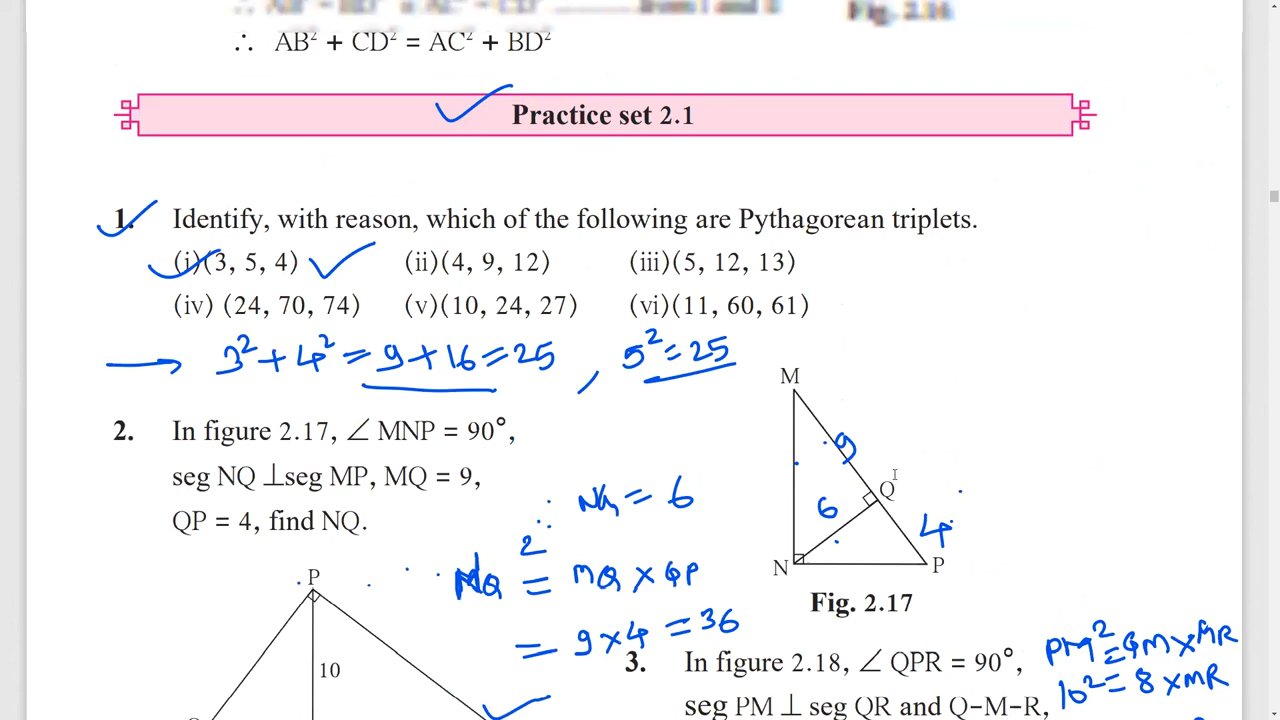 ∴ AB² + CD² = AC² + BD²
Practice set 2.1
1. Identify, with reason, which of the following are Pythagorean triplets.
(i)(3, 5, 4) (ii)(4, 9, 12) (iii)(5, 12, 13)
(iv) (24, 70, 74) (v)(10, 24, 27) (vi)(11, 60, 61)
3² + 4² = 9 + 16 = 25 , 5² = 25
2. In figure 2.17, ∠ MNP = 90°,
seg NQ ⊥seg MP, MQ = 9,
QP = 4, find NQ.
∴ NQ = 6
NQ² = MQ × QP
= 9 × 4 = 36
M
9
Q
6
4
N
P
Fig. 2.17
P
10
3. In figure 2.18, ∠ QPR = 90°,
seg PM ⊥ seg QR and Q–M–R,
PM² = QM × MR
10² = 8 × MR